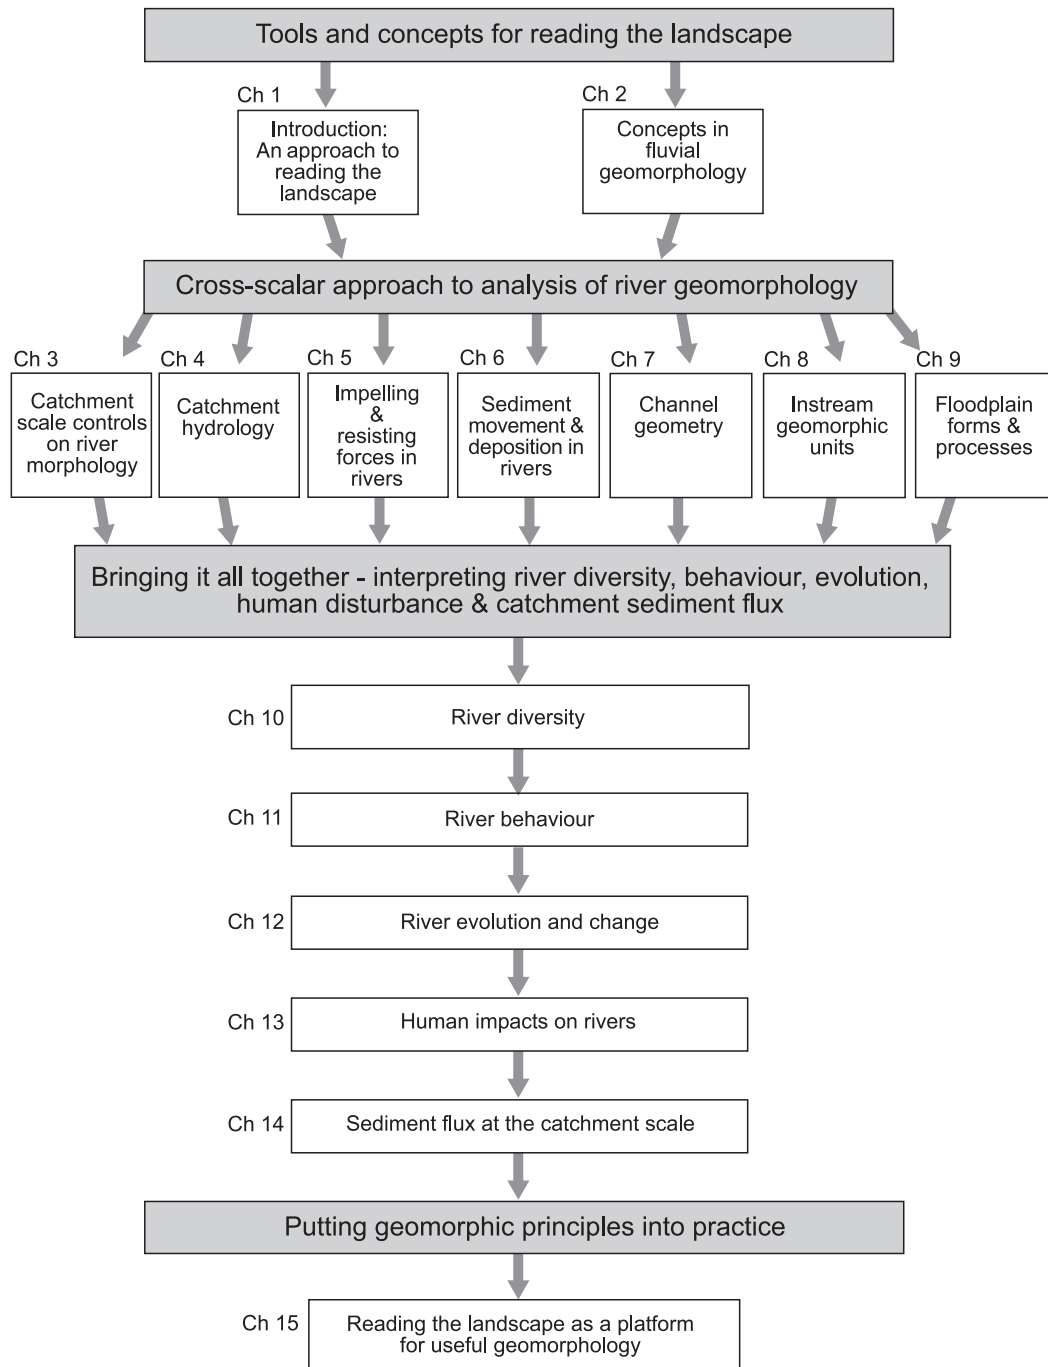 Tools and concepts for reading the landscape
Ch 1
Introduction:
An approach to
reading the
landscape
Ch 2
Concepts in
fluvial
geomorphology
Cross-scalar approach to analysis of river geomorphology
Ch 3
Catchment
scale controls
on river
morphology
Ch 4
Catchment
hydrology
Ch 5
Impelling
&
resisting
forces in
rivers
Ch 6
Sediment
movement &
deposition in
rivers
Ch 7
Channel
geometry
Ch 8
Instream
geomorphic
units
Ch 9
Floodplain
forms &
processes
Bringing it all together - interpreting river diversity, behaviour, evolution,
human disturbance & catchment sediment flux
Ch 10
River diversity
Ch 11
River behaviour
Ch 12
River evolution and change
Ch 13
Human impacts on rivers
Ch 14
Sediment flux at the catchment scale
Putting geomorphic principles into practice
Ch 15
Reading the landscape as a platform
for useful geomorphology